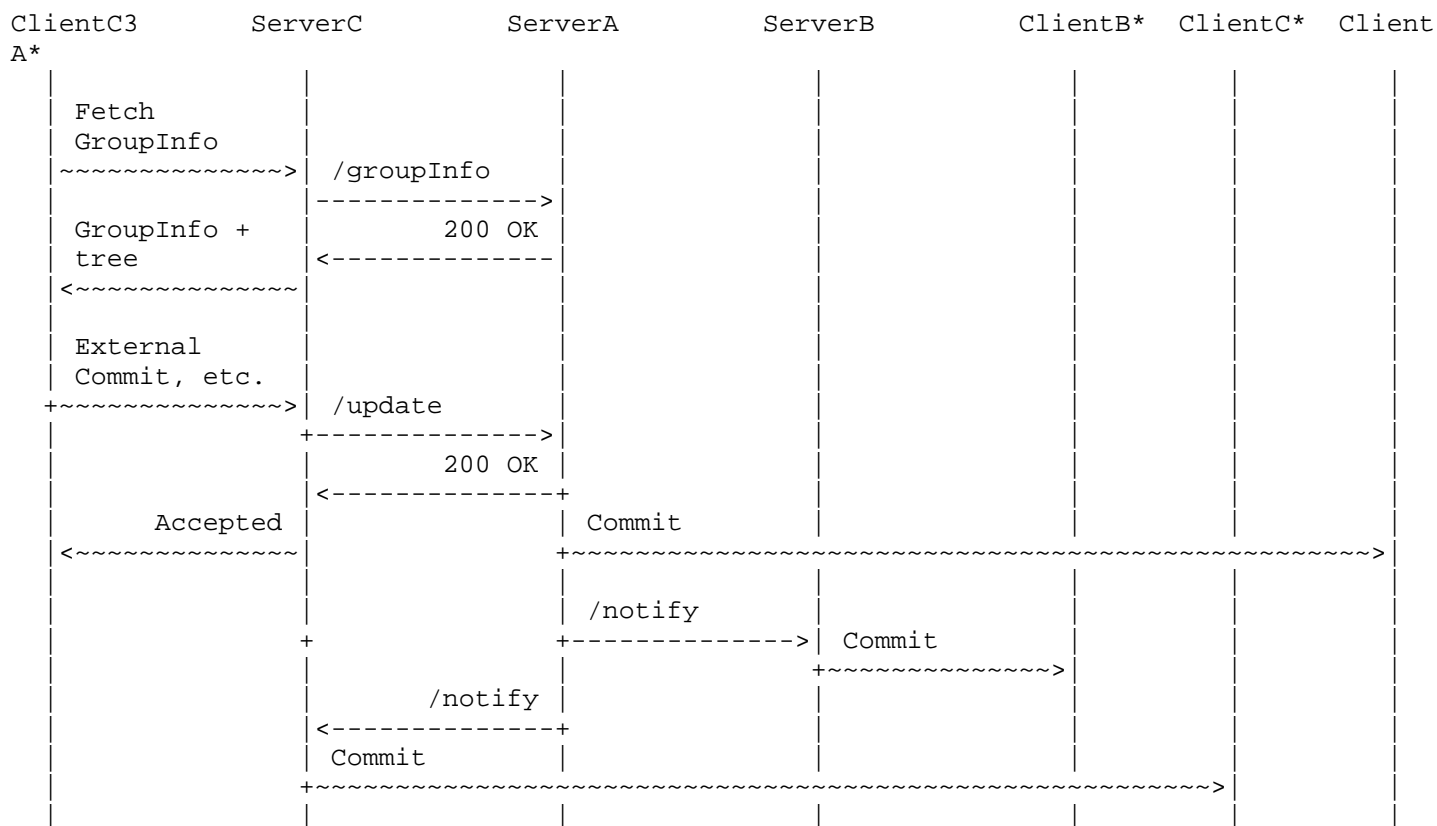 ClientC3 ServerC ServerA ServerB ClientB* ClientC* Client
A*
Fetch
GroupInfo
~~~~~~~~~~~~~~> /groupInfo
-------------->
GroupInfo + 200 OK
tree <--------------
<~~~~~~~~~~~~~~
External
Commit, etc.
+~~~~~~~~~~~~~~> /update
+-------------->
200 OK
<--------------+
Accepted Commit
<~~~~~~~~~~~~~~ +~~~~~~~~~~~~~~~~~~~~~~~~~~~~~~~~~~~~~~~~~~~~~~~~~~>
/notify
+ +--------------> Commit
+~~~~~~~~~~~~~~>
/notify
<--------------+
Commit
+~~~~~~~~~~~~~~~~~~~~~~~~~~~~~~~~~~~~~~~~~~~~~~~~~~~~~~~~>